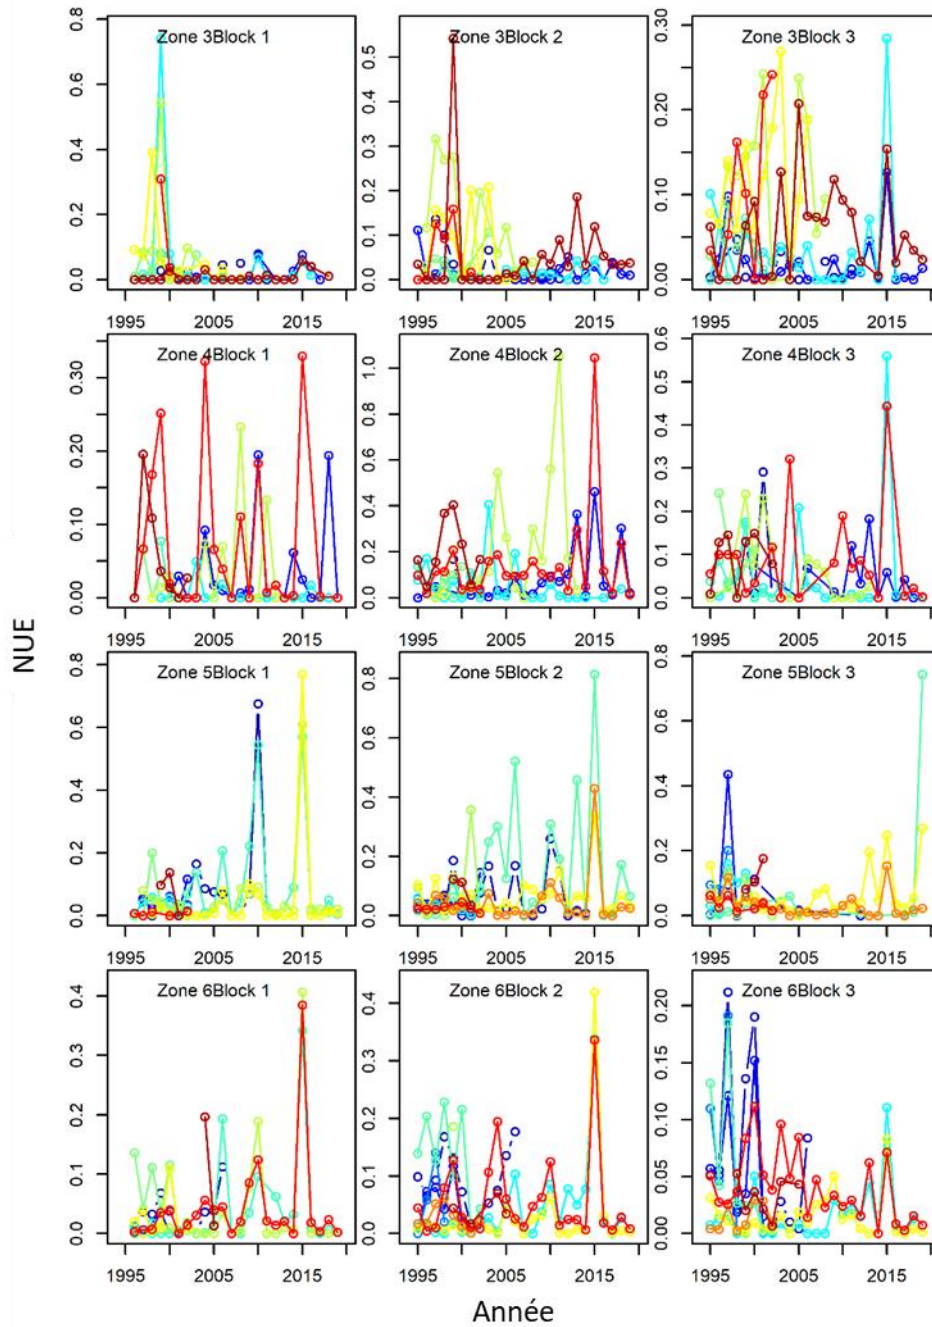 Zone 3Block 1
Zone 3Block 2
Zone 3Block 3
0.0 0.2 0.4 0.6 0.8
0.0 0.1 0.2 0.3 0.4 0.5
0.00 0.10 0.20 0.30
1995 2005 2015
1995 2005 2015
1995 2005 2015
Zone 4Block 1
Zone 4Block 2
Zone 4Block 3
0.00 0.10 0.20 0.30
0.0 0.2 0.4 0.6 0.8 1.0
0.0 0.1 0.2 0.3 0.4 0.5 0.6
1995 2005 2015
1995 2005 2015
1995 2005 2015
NUE
Zone 5Block 1
Zone 5Block 2
Zone 5Block 3
0.0 0.2 0.4 0.6 0.8
0.0 0.2 0.4 0.6 0.8
0.0 0.2 0.4 0.6 0.8
1995 2005 2015
1995 2005 2015
1995 2005 2015
Zone 6Block 1
Zone 6Block 2
Zone 6Block 3
0.0 0.1 0.2 0.3 0.4
0.0 0.1 0.2 0.3 0.4
0.00 0.05 0.10 0.15 0.20
1995 2005 2015
1995 2005 2015
1995 2005 2015
Année